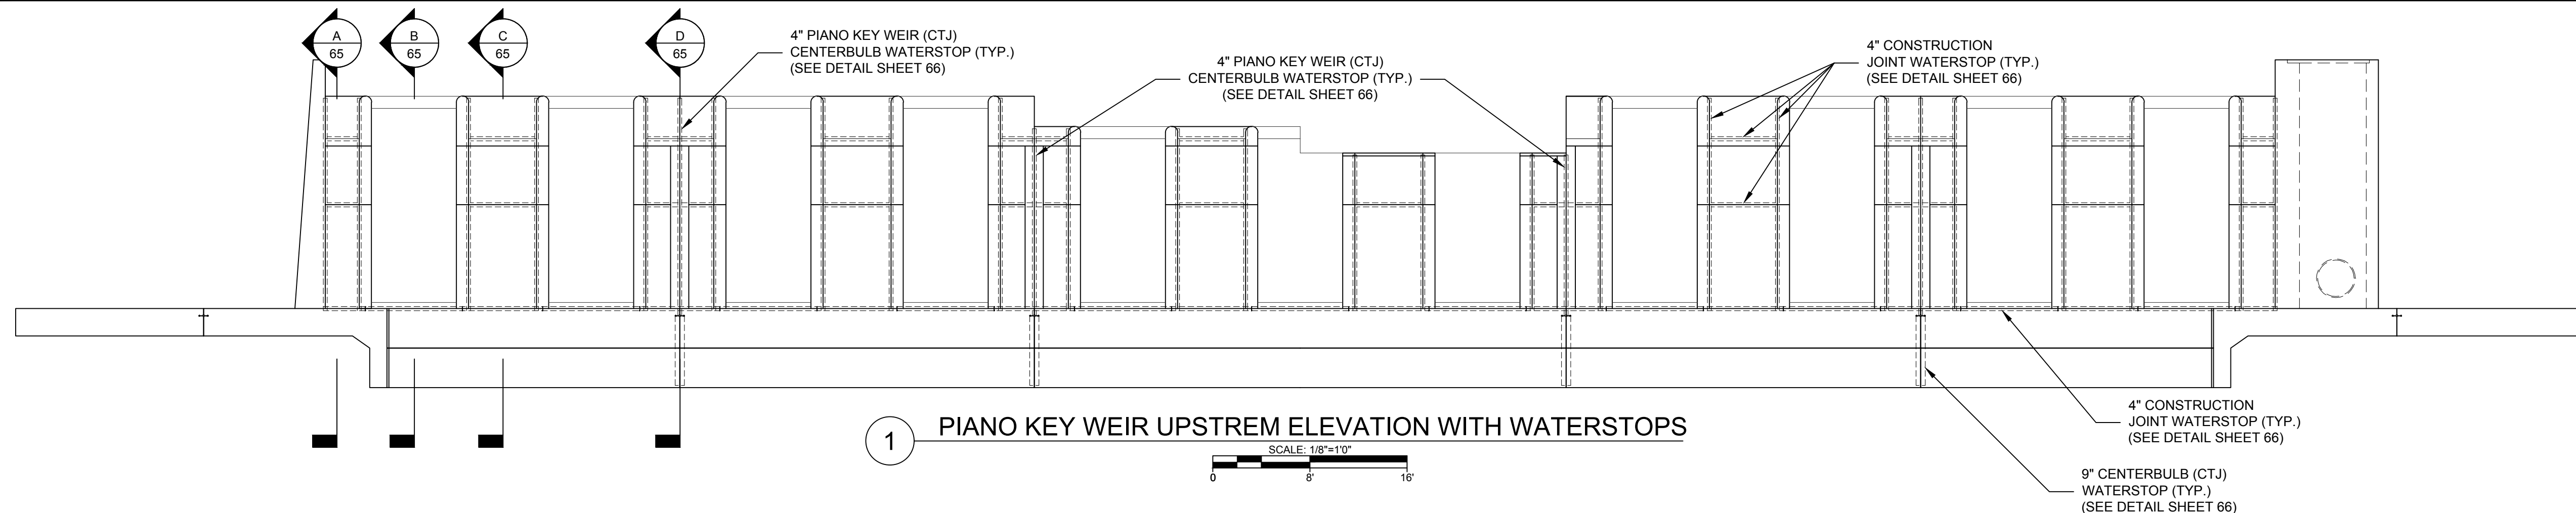 A
65
B
65
C
65
D
65
4" PIANO KEY WEIR (CTJ)
CENTERBULB WATERSTOP (TYP.)
(SEE DETAIL SHEET 66)
4" PIANO KEY WEIR (CTJ)
CENTERBULB WATERSTOP (TYP.)
(SEE DETAIL SHEET 66)
4" CONSTRUCTION
JOINT WATERSTOP (TYP.)
(SEE DETAIL SHEET 66)
4" CONSTRUCTION
JOINT WATERSTOP (TYP.)
(SEE DETAIL SHEET 66)
9" CENTERBULB (CTJ)
WATERSTOP (TYP.)
(SEE DETAIL SHEET 66)
1
PIANO KEY WEIR UPSTREM ELEVATION WITH WATERSTOPS
SCALE: 1/8"=1'0"
0 8' 16'